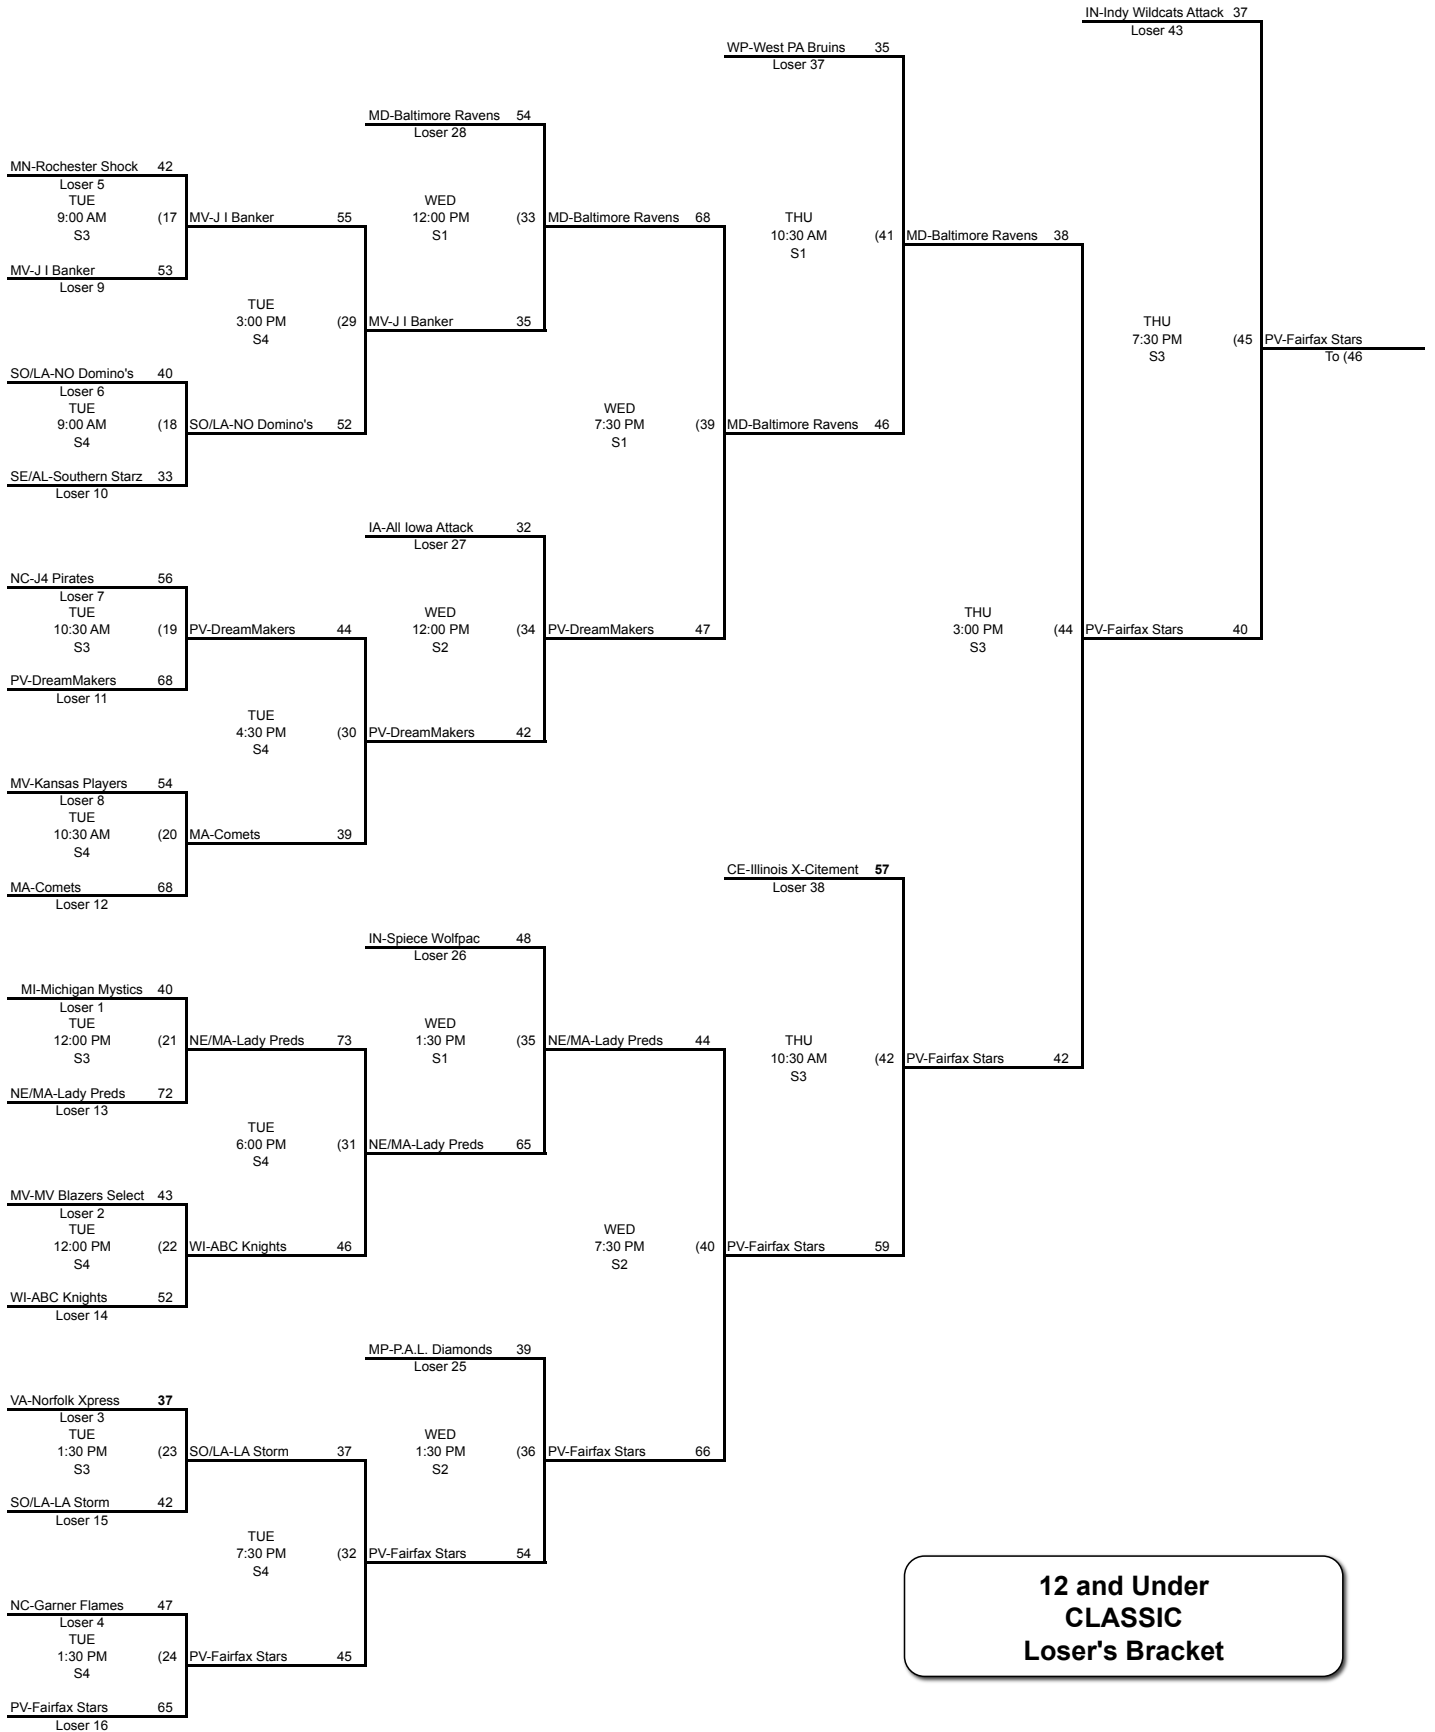 IN-Indy Wildcats Attack 37
Loser 43
WP-West PA Bruins 35
Loser 37
MD-Baltimore Ravens 54
Loser 28
MN-Rochester Shock 42
Loser 5
TUE
9:00 AM (17 MV-J I Banker 55
S3
MV-J I Banker 53
Loser 9
WED
12:00 PM (33 MD-Baltimore Ravens 68
S1
THU
10:30 AM (41 MD-Baltimore Ravens 38
S1
TUE
3:00 PM (29 MV-J I Banker 35
S4
THU
7:30 PM (45 PV-Fairfax Stars
S3 To (46
SO/LA-NO Domino's 40
Loser 6
TUE
9:00 AM (18 SO/LA-NO Domino's 52
S4
SE/AL-Southern Starz 33
Loser 10
WED
7:30 PM (39 MD-Baltimore Ravens 46
S1
IA-All Iowa Attack 32
Loser 27
NC-J4 Pirates 56
Loser 7
TUE
10:30 AM (19 PV-DreamMakers 44
S3
PV-DreamMakers 68
Loser 11
WED
12:00 PM (34 PV-DreamMakers 47
S2
THU
3:00 PM (44 PV-Fairfax Stars 40
S3
TUE
4:30 PM (30 PV-DreamMakers 42
S4
MV-Kansas Players 54
Loser 8
TUE
10:30 AM (20 MA-Comets 39
S4
MA-Comets 68
Loser 12
CE-Illinois X-Citement 57
Loser 38
IN-Spiece Wolfpac 48
Loser 26
MI-Michigan Mystics 40
Loser 1
TUE
12:00 PM (21 NE/MA-Lady Preds 73
S3
NE/MA-Lady Preds 72
Loser 13
WED
1:30 PM (35 NE/MA-Lady Preds 44
S1
THU
10:30 AM (42 PV-Fairfax Stars 42
S3
TUE
6:00 PM (31 NE/MA-Lady Preds 65
S4
MV-MV Blazers Select 43
Loser 2
TUE
12:00 PM (22 WI-ABC Knights 46
S4
WI-ABC Knights 52
Loser 14
WED
7:30 PM (40 PV-Fairfax Stars 59
S2
MP-P.A.L. Diamonds 39
Loser 25
VA-Norfolk Xpress 37
Loser 3
TUE
1:30 PM (23 SO/LA-LA Storm 37
S3
SO/LA-LA Storm 42
Loser 15
WED
1:30 PM (36 PV-Fairfax Stars 66
S2
TUE
7:30 PM (32 PV-Fairfax Stars 54
S4
NC-Garner Flames 47
Loser 4
TUE
1:30 PM (24 PV-Fairfax Stars 45
S4
PV-Fairfax Stars 65
Loser 16
12 and Under
CLASSIC
Loser's Bracket